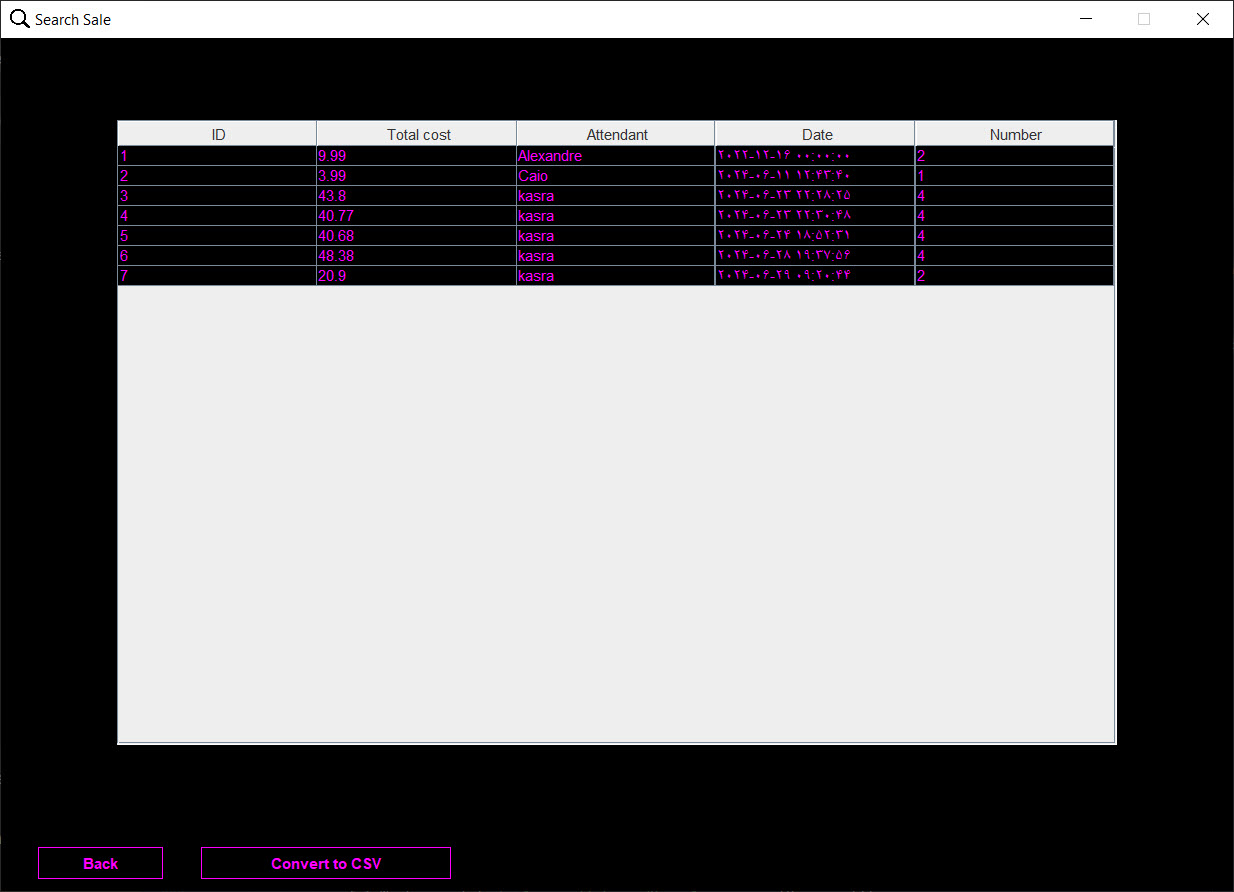 Search Sale
ID Total cost Attendant Date Number
1 9.99 Alexandre ۲۰۲۲-۱۲-۱۶ ۰۰:۰۰:۰۰ 2
2 3.99 Caio ۲۰۲۴-۰۶-۱۱ ۱۲:۴۳:۴۰ 1
3 43.8 kasra ۲۰۲۴-۰۶-۲۳ ۲۲:۲۸:۲۵ 4
4 40.77 kasra ۲۰۲۴-۰۶-۲۳ ۲۲:۳۰:۴۸ 4
5 40.68 kasra ۲۰۲۴-۰۶-۲۴ ۱۸:۵۲:۳۱ 4
6 48.38 kasra ۲۰۲۴-۰۶-۲۸ ۱۹:۳۷:۵۶ 4
7 20.9 kasra ۲۰۲۴-۰۶-۲۹ ۰۹:۲۰:۴۴ 2
Back Convert to CSV